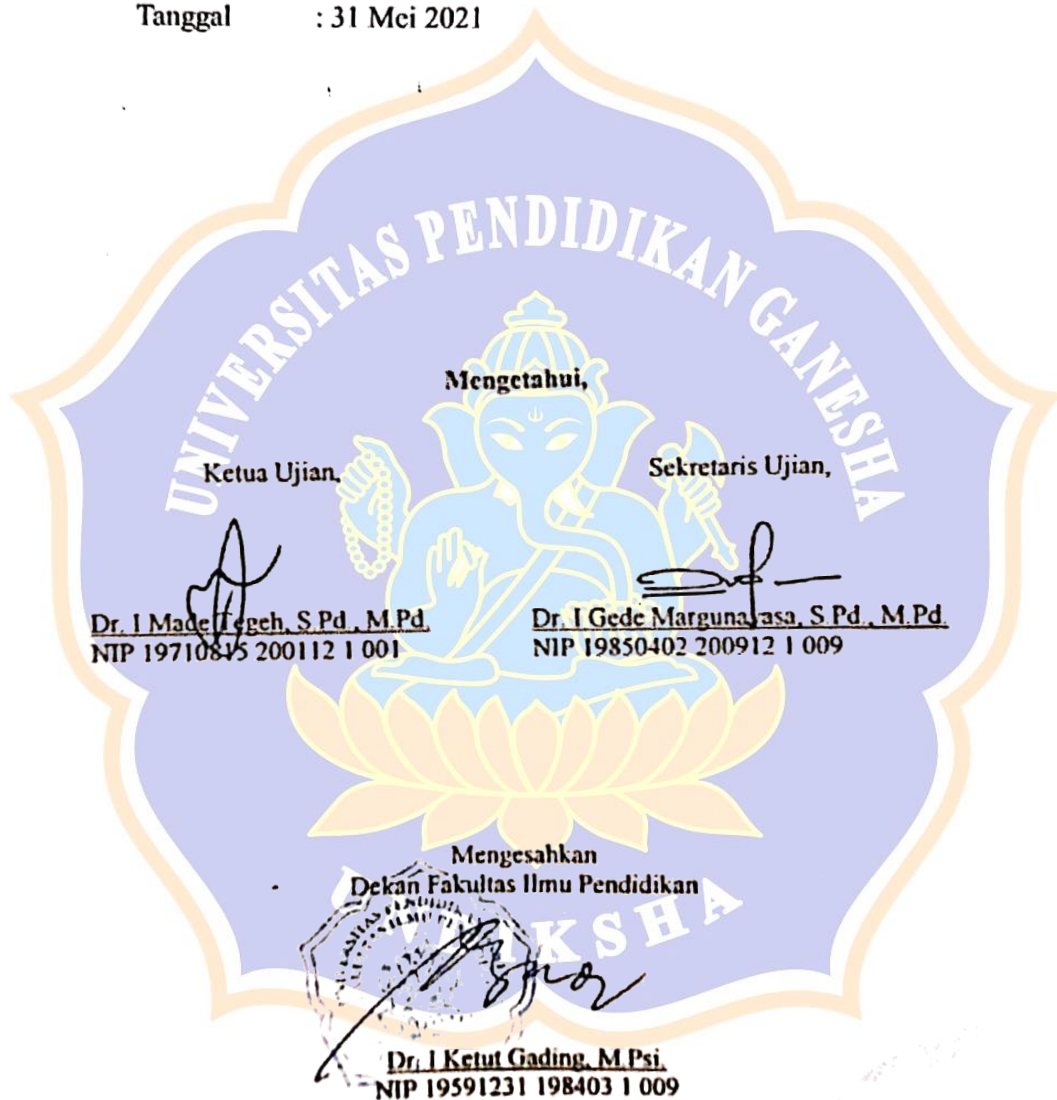 Tanggal : 31 Mei 2021
UNIVERSITAS PENDIDIKAN GANESHA
Mengetahui,
Ketua Ujian, Sekretaris Ujian,
Dr. I Made Tegeh, S.Pd., M.Pd. Dr. I Gede Margunayasa, S.Pd., M.Pd.
NIP 19710815 200112 1 001 NIP 19850402 200912 1 009
Mengesahkan
Dekan Fakultas Ilmu Pendidikan
UNDIKSHA
Dr. I Ketut Gading, M.Psi.
NIP 19591231 198403 1 009